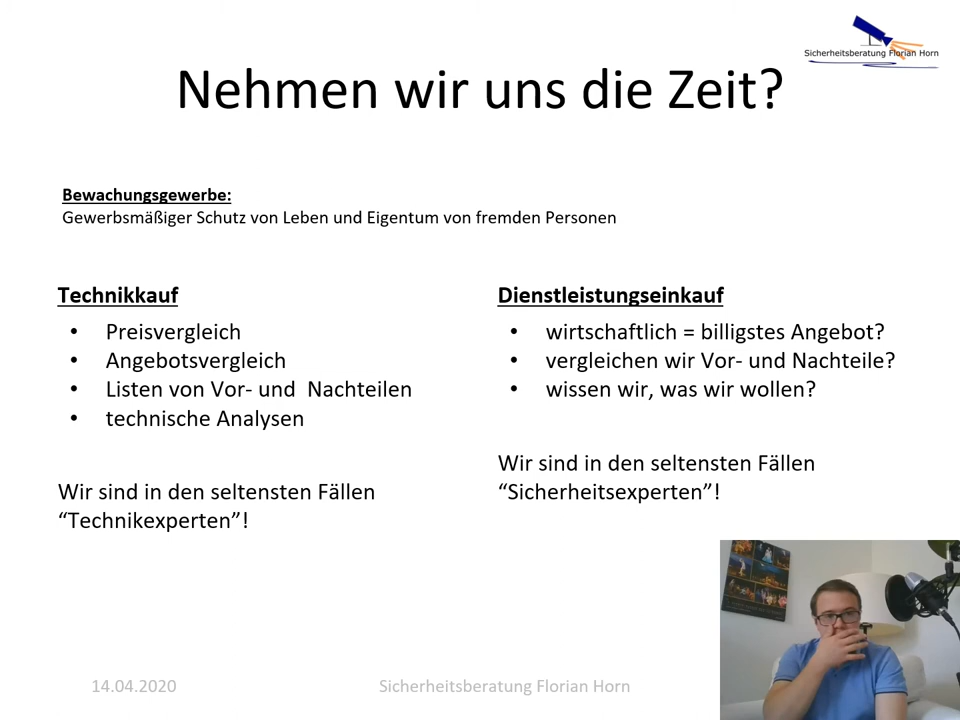 Sicherheitsberatung Florian Horn
Nehmen wir uns die Zeit?
Bewachungsgewerbe:
Gewerbsmäßiger Schutz von Leben und Eigentum von fremden Personen
Technikkauf
• Preisvergleich
• Angebotsvergleich
• Listen von Vor- und  Nachteilen
• technische Analysen
Wir sind in den seltensten Fällen
“Technikexperten”!
Dienstleistungseinkauf
• wirtschaftlich = billigstes Angebot?
• vergleichen wir Vor- und Nachteile?
• wissen wir, was wir wollen?
Wir sind in den seltensten Fällen
“Sicherheitsexperten”!
14.04.2020
Sicherheitsberatung Florian Horn